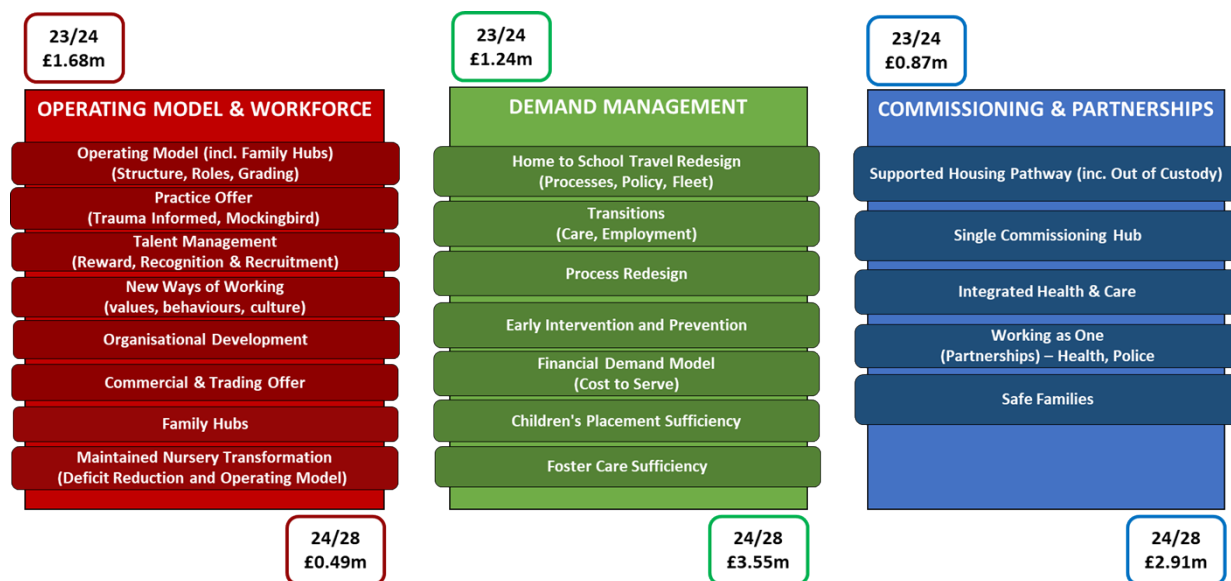 23/24
£1.68m
OPERATING MODEL & WORKFORCE
Operating Model (incl. Family Hubs)
(Structure, Roles, Grading)
Practice Offer
(Trauma Informed, Mockingbird)
Talent Management
(Reward, Recognition & Recruitment)
New Ways of Working
(values, behaviours, culture)
Organisational Development
Commercial & Trading Offer
Family Hubs
Maintained Nursery Transformation
(Deficit Reduction and Operating Model)
24/28
£0.49m
23/24
£1.24m
DEMAND MANAGEMENT
Home to School Travel Redesign
(Processes, Policy, Fleet)
Transitions
(Care, Employment)
Process Redesign
Early Intervention and Prevention
Financial Demand Model
(Cost to Serve)
Children's Placement Sufficiency
Foster Care Sufficiency
24/28
£3.55m
23/24
£0.87m
COMMISSIONING & PARTNERSHIPS
Supported Housing Pathway (inc. Out of Custody)
Single Commissioning Hub
Integrated Health & Care
Working as One
(Partnerships) – Health, Police
Safe Families
24/28
£2.91m